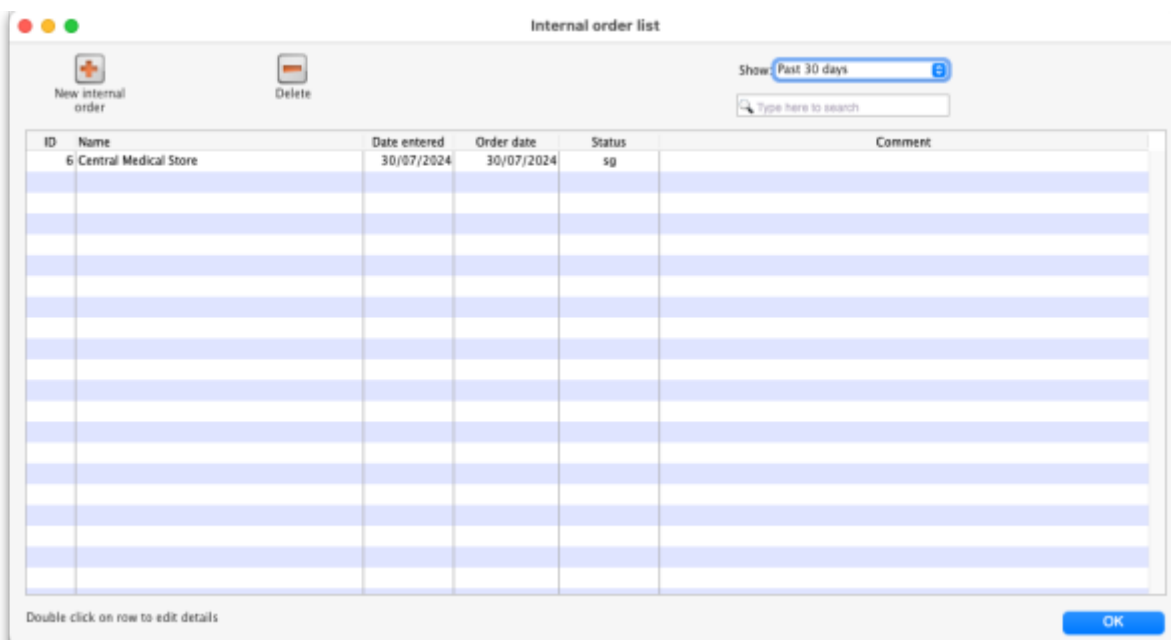 Internal order list
New internal
order
Delete
Show: Past 30 days
Type here to search
ID Name Date entered Order date Status Comment
6 Central Medical Store 30/07/2024 30/07/2024 sg
Double click on row to edit details
OK